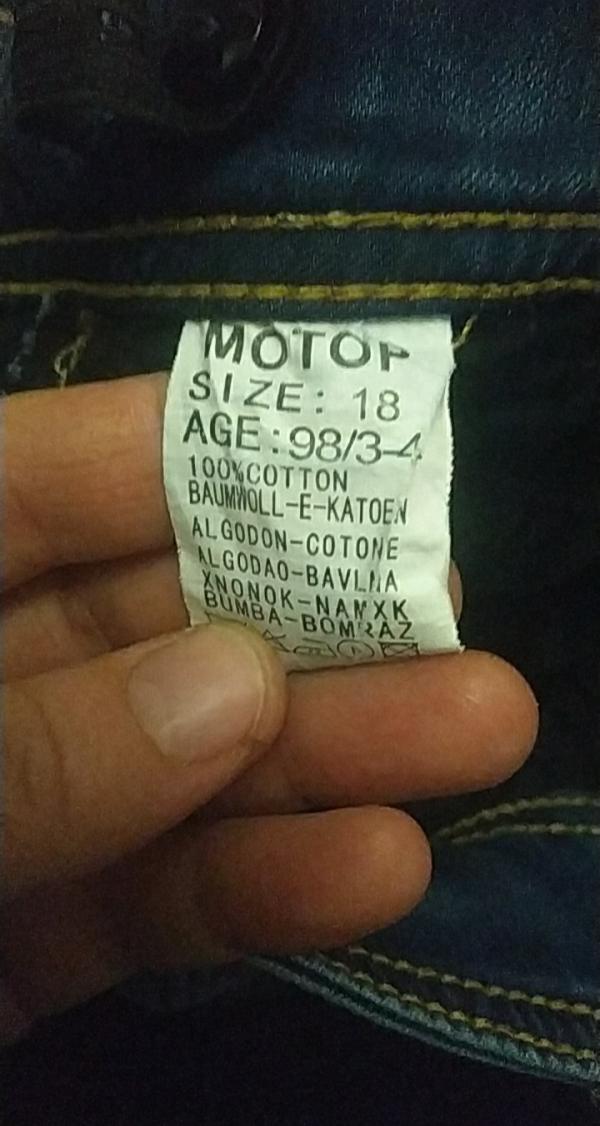 MOTOP
SIZE: 18
AGE:98/3-4
100%COTTON
BAUMWOLL-E-KATOEN
ALGODON-COTONE
ALGODAO-BAVLNA
XNONOK-NAMXK
BUMBA-BOMRAZ